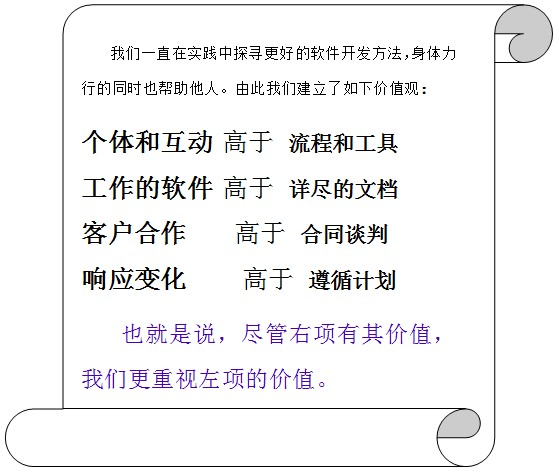 我们一直在实践中探寻更好的软件开发方法,身体力
行的同时也帮助他人。由此我们建立了如下价值观：
个体和互动 高于 流程和工具
工作的软件 高于 详尽的文档
客户合作 高于 合同谈判
响应变化 高于 遵循计划
也就是说，尽管右项有其价值，
我们更重视左项的价值。